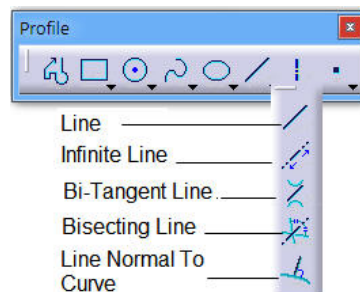 Profile
Line
Infinite Line
Bi-Tangent Line
Bisecting Line
Line Normal To
Curve